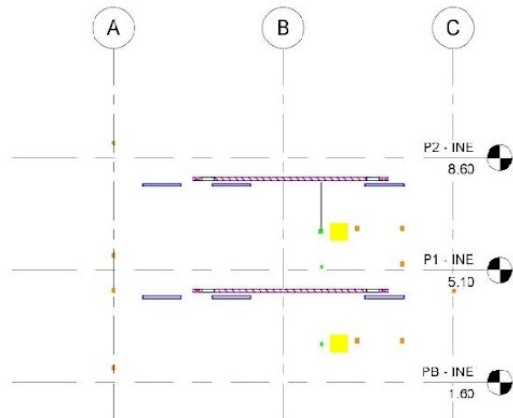 A B C
P2 - INE
8.60
P1 - INE
5.10
PB - INE
1.60